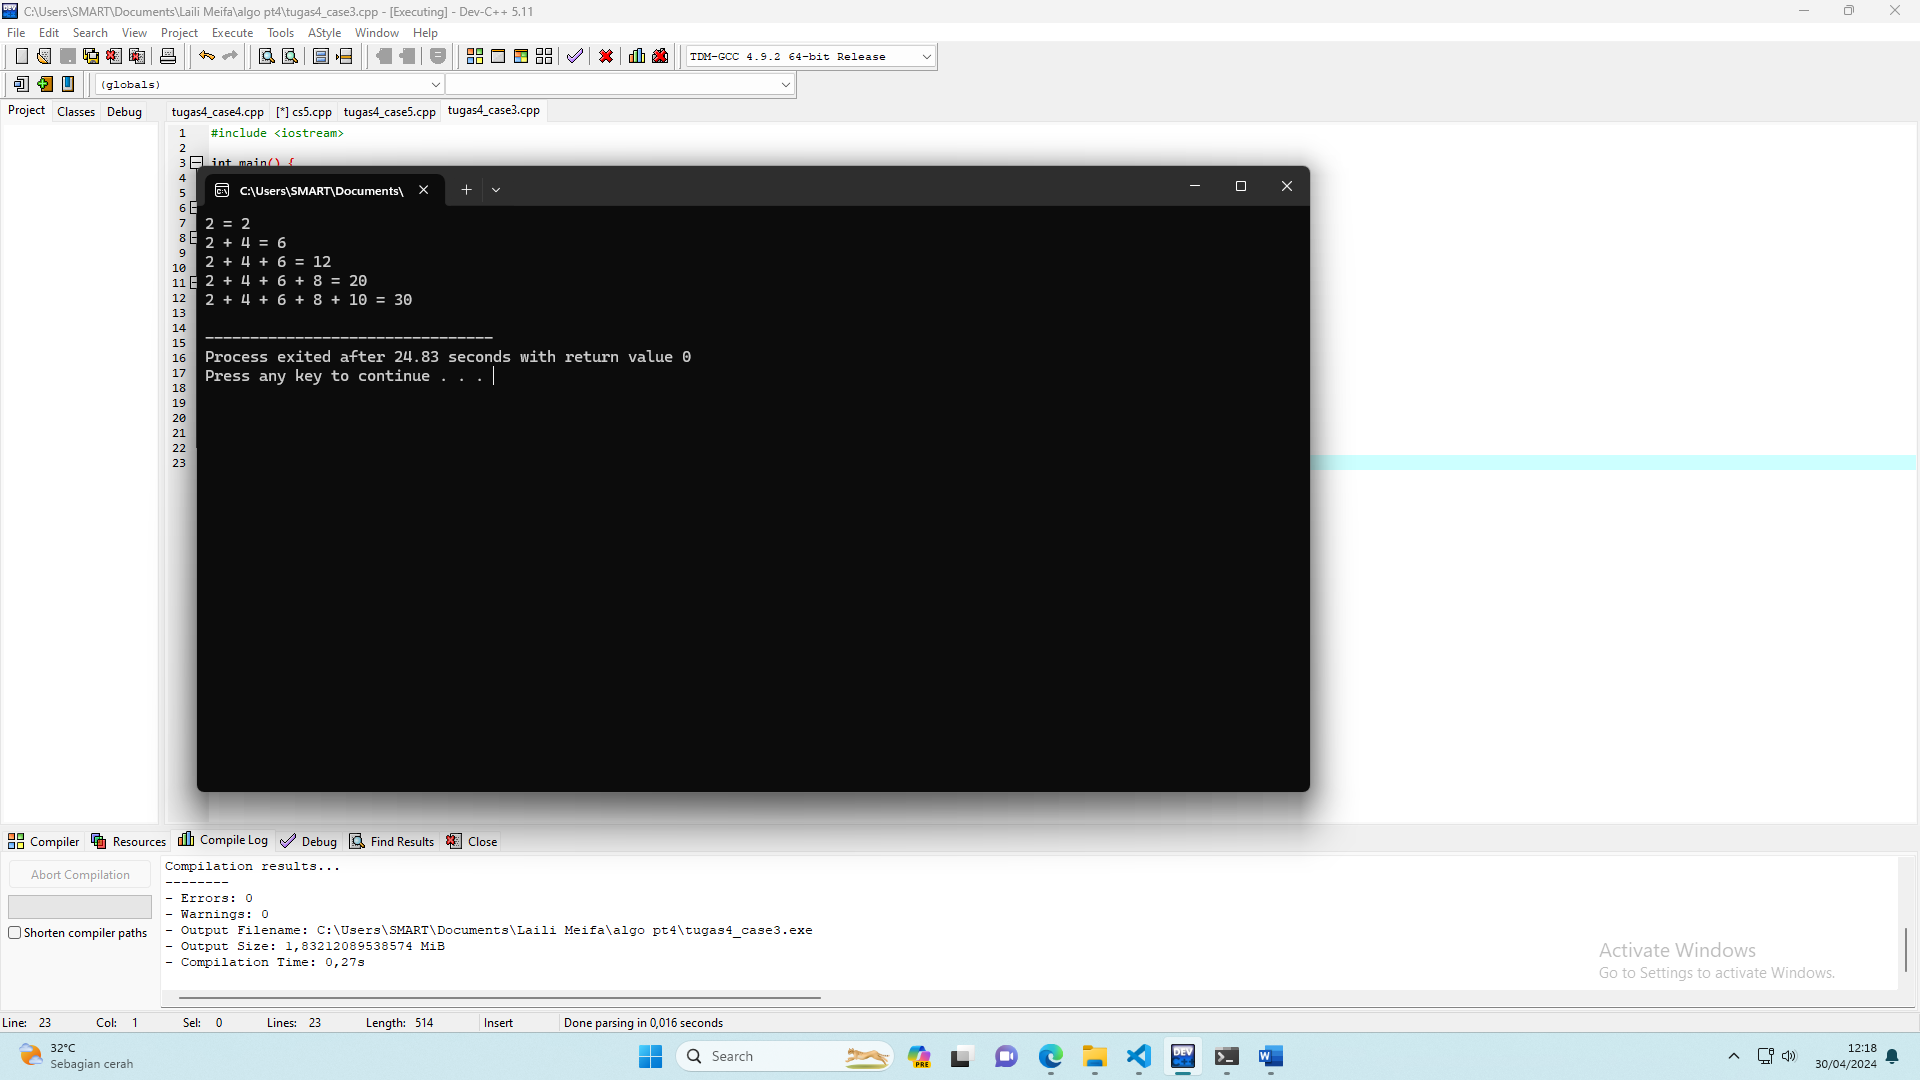 C:\Users\SMART\Documents\Laili Meifa\algo pt4\tugas4_case3.cpp - [Executing] - Dev-C++ 5.11
File Edit Search View Project Execute Tools AStyle Window Help
TDM-GCC 4.9.2 64-bit Release
(globals)
Project Classes Debug
tugas4_case4.cpp [*] cs5.cpp tugas4_case5.cpp tugas4_case3.cpp
1 #include <iostream>
2
3 int main() {
4
5
6
7
8
9
10
11
12
13
14
15
16
17
18
19
20
21
22
23
C:\Users\SMART\Documents\
2 = 2
2 + 4 = 6
2 + 4 + 6 = 12
2 + 4 + 6 + 8 = 20
2 + 4 + 6 + 8 + 10 = 30
--------------------------------
Process exited after 24.83 seconds with return value 0
Press any key to continue . . .
Compiler Resources Compile Log Debug Find Results Close
Abort Compilation
Shorten compiler paths
Compilation results...
--------
- Errors: 0
- Warnings: 0
- Output Filename: C:\Users\SMART\Documents\Laili Meifa\algo pt4\tugas4_case3.exe
- Output Size: 1,83212089538574 MiB
- Compilation Time: 0,27s
Activate Windows
Go to Settings to activate Windows.
Line: 23 Col: 1 Sel: 0 Lines: 23 Length: 514 Insert Done parsing in 0,016 seconds
32°C
Sebagian cerah
Search
PRE
DEV
12:18
30/04/2024